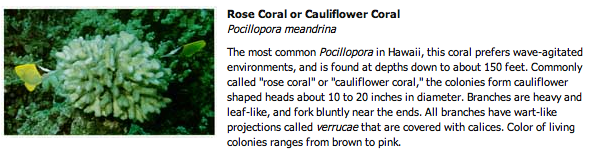 Rose Coral or Cauliflower Coral
Pocillopora meandrina
The most common Pocillopora in Hawaii, this coral prefers wave-agitated
environments, and is found at depths down to about 150 feet. Commonly
called "rose coral" or "cauliflower coral," the colonies form cauliflower
shaped heads about 10 to 20 inches in diameter. Branches are heavy and
leaf-like, and fork bluntly near the ends. All branches have wart-like
projections called verrucae that are covered with calices. Color of living
colonies ranges from brown to pink.